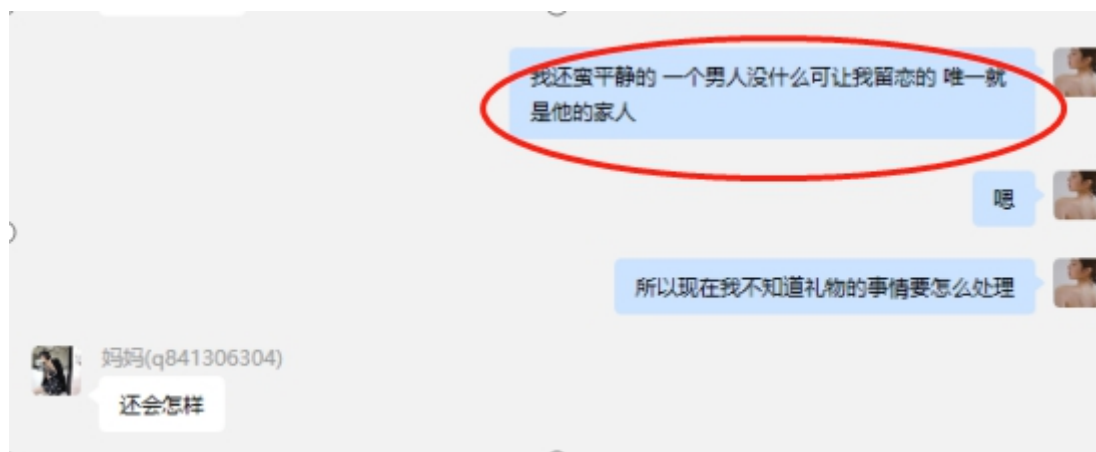 我还蛮平静的 一个男人没什么可让我留恋的 唯一就
是他的家人
嗯
所以现在我不知道礼物的事情要怎么处理
妈妈(q841306304)
还会怎样